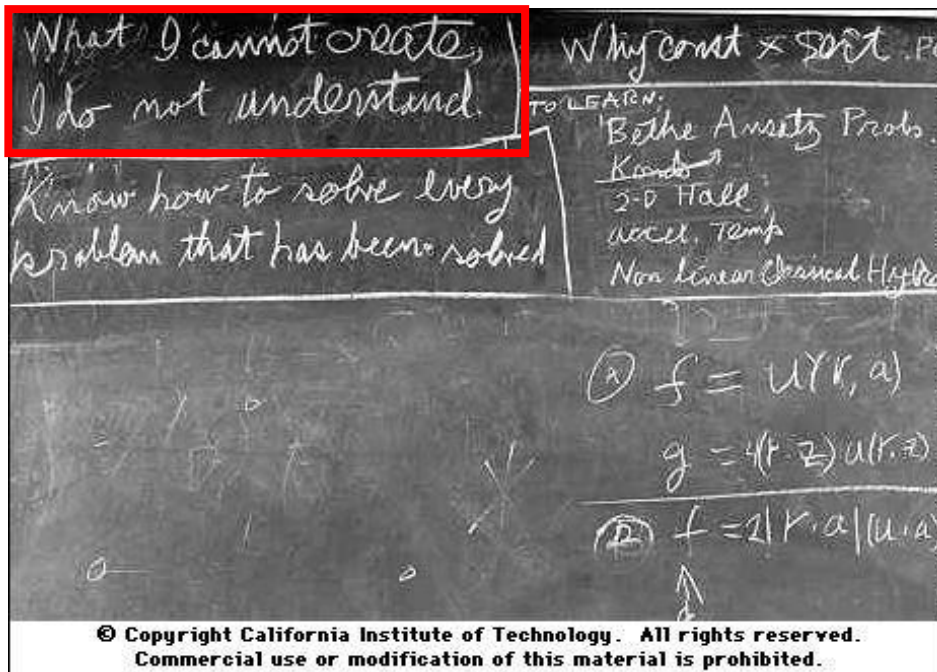 What I cannot create,
I do not understand.
Know how to solve every
problem that has been solved
Why const × sort .
TO LEARN:
Bethe Ansatz Probs.
Kondo
2-D Hall
accel. Temp
Non linear Classical Hydro
f = u(r, a)
g = u(r, z)
f = 2|r·a|(u·a)
© Copyright California Institute of Technology. All rights reserved.
Commercial use or modification of this material is prohibited.